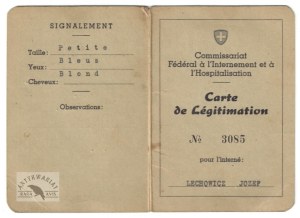 SIGNALEMENT
Taille: Petite
Yeux: Bleus
Cheveux: Blond
Observations:
ANTYKWARIAT
Commissariat
Fédéral à l'Internement et à
l'Hospitalisation
Carte
de Légitimation
№ 3085
pour l'interné:
LECHOWICZ JOZEF